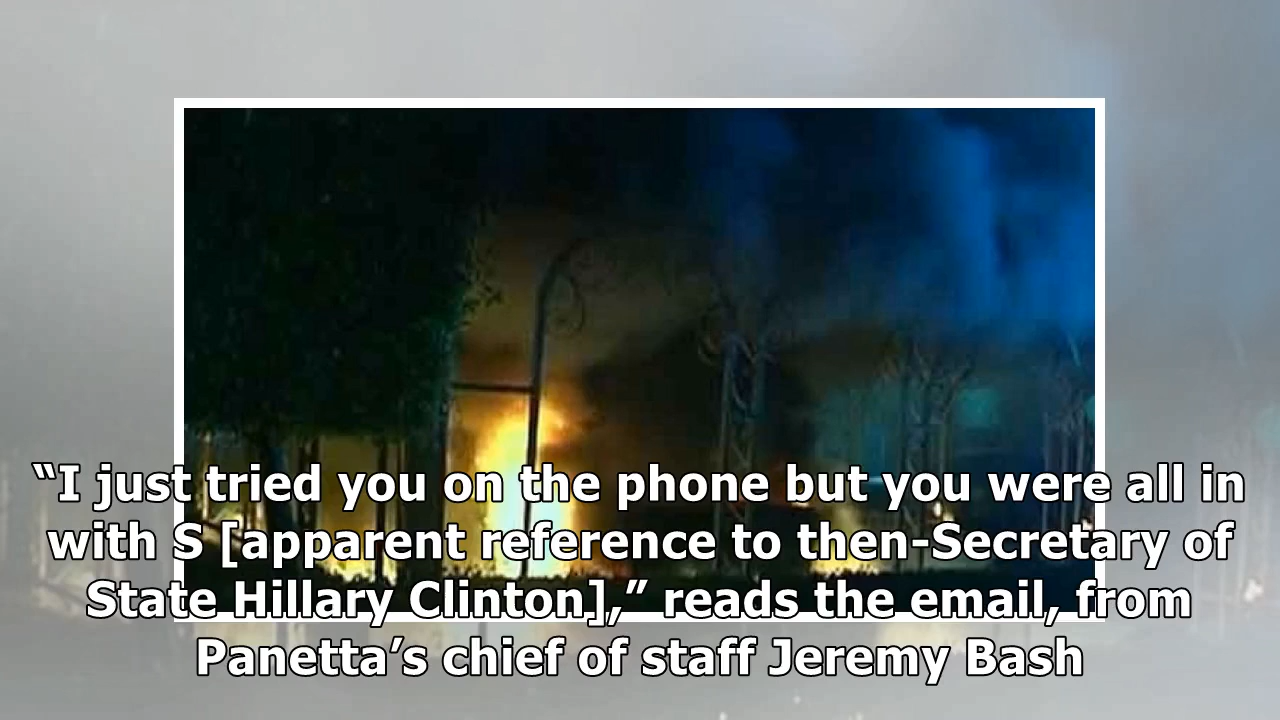 “I just tried you on the phone but you were all in
with S [apparent reference to then-Secretary of
State Hillary Clinton],” reads the email, from
Panetta’s chief of staff Jeremy Bash